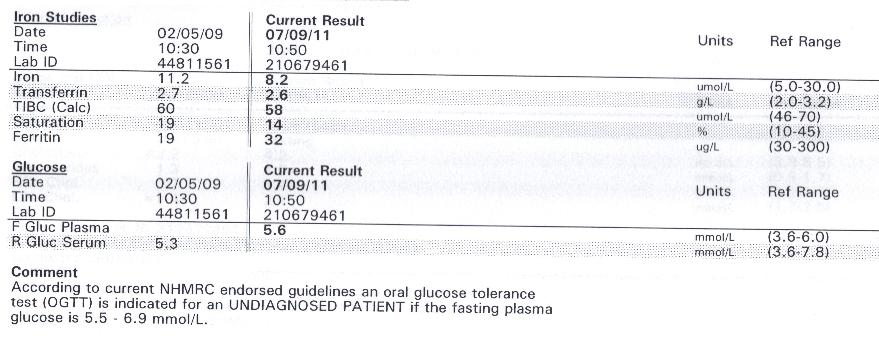 Iron Studies Current Result
Date 02/05/09 07/09/11 Units Ref Range
Time 10:30 10:50
Lab ID 44811561 210679461
Iron 11.2 8.2 umol/L (5.0-30.0)
Transferrin 2.7 2.6 g/L (2.0-3.2)
TIBC (Calc) 60 58 umol/L (46-70)
Saturation 19 14 % (10-45)
Ferritin 19 32 ug/L (30-300)
Glucose Current Result
Date 02/05/09 07/09/11 Units Ref Range
Time 10:30 10:50
Lab ID 44811561 210679461
F Gluc Plasma 5.6 mmol/L (3.6-6.0)
R Gluc Serum 5.3 mmol/L (3.6-7.8)
Comment
According to current NHMRC endorsed guidelines an oral glucose tolerance
test (OGTT) is indicated for an UNDIAGNOSED PATIENT if the fasting plasma
glucose is 5.5 - 6.9 mmol/L.